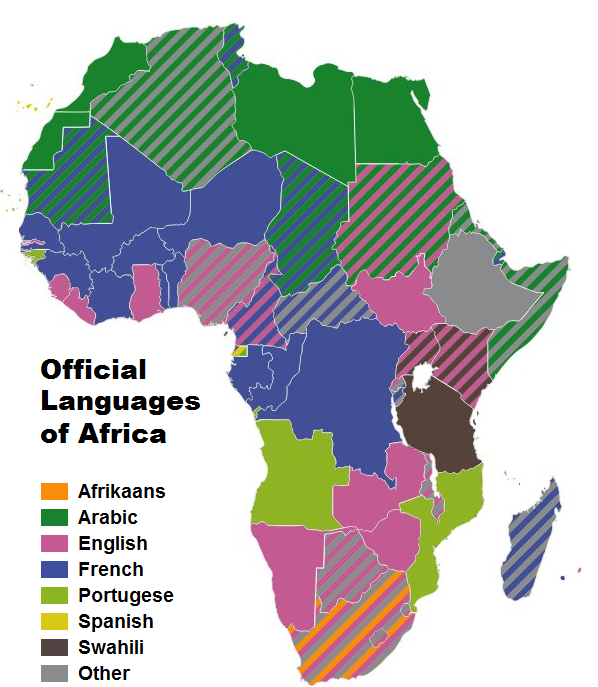 Official
Languages
of Africa
Afrikaans
Arabic
English
French
Portugese
Spanish
Swahili
Other